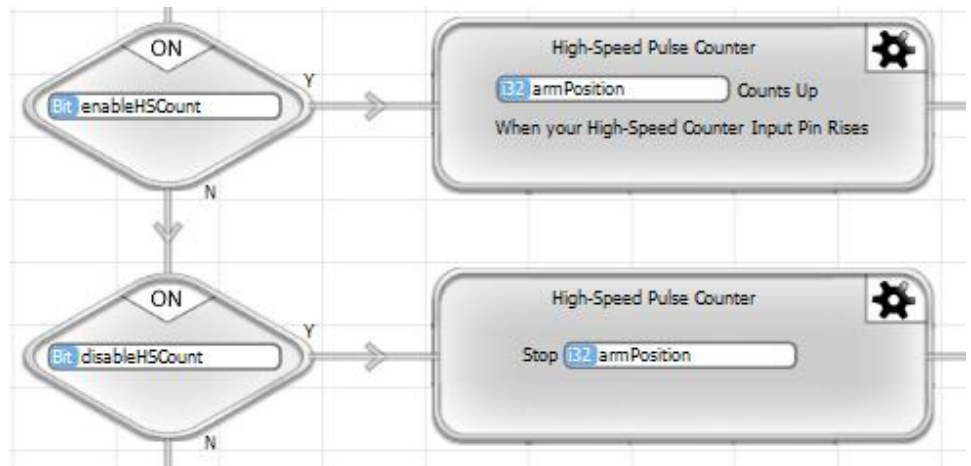 ON
Bit enableHSCount
Y
N
High-Speed Pulse Counter
i32 armPosition Counts Up
When your High-Speed Counter Input Pin Rises
ON
Bit disableHSCount
Y
N
High-Speed Pulse Counter
Stop i32 armPosition